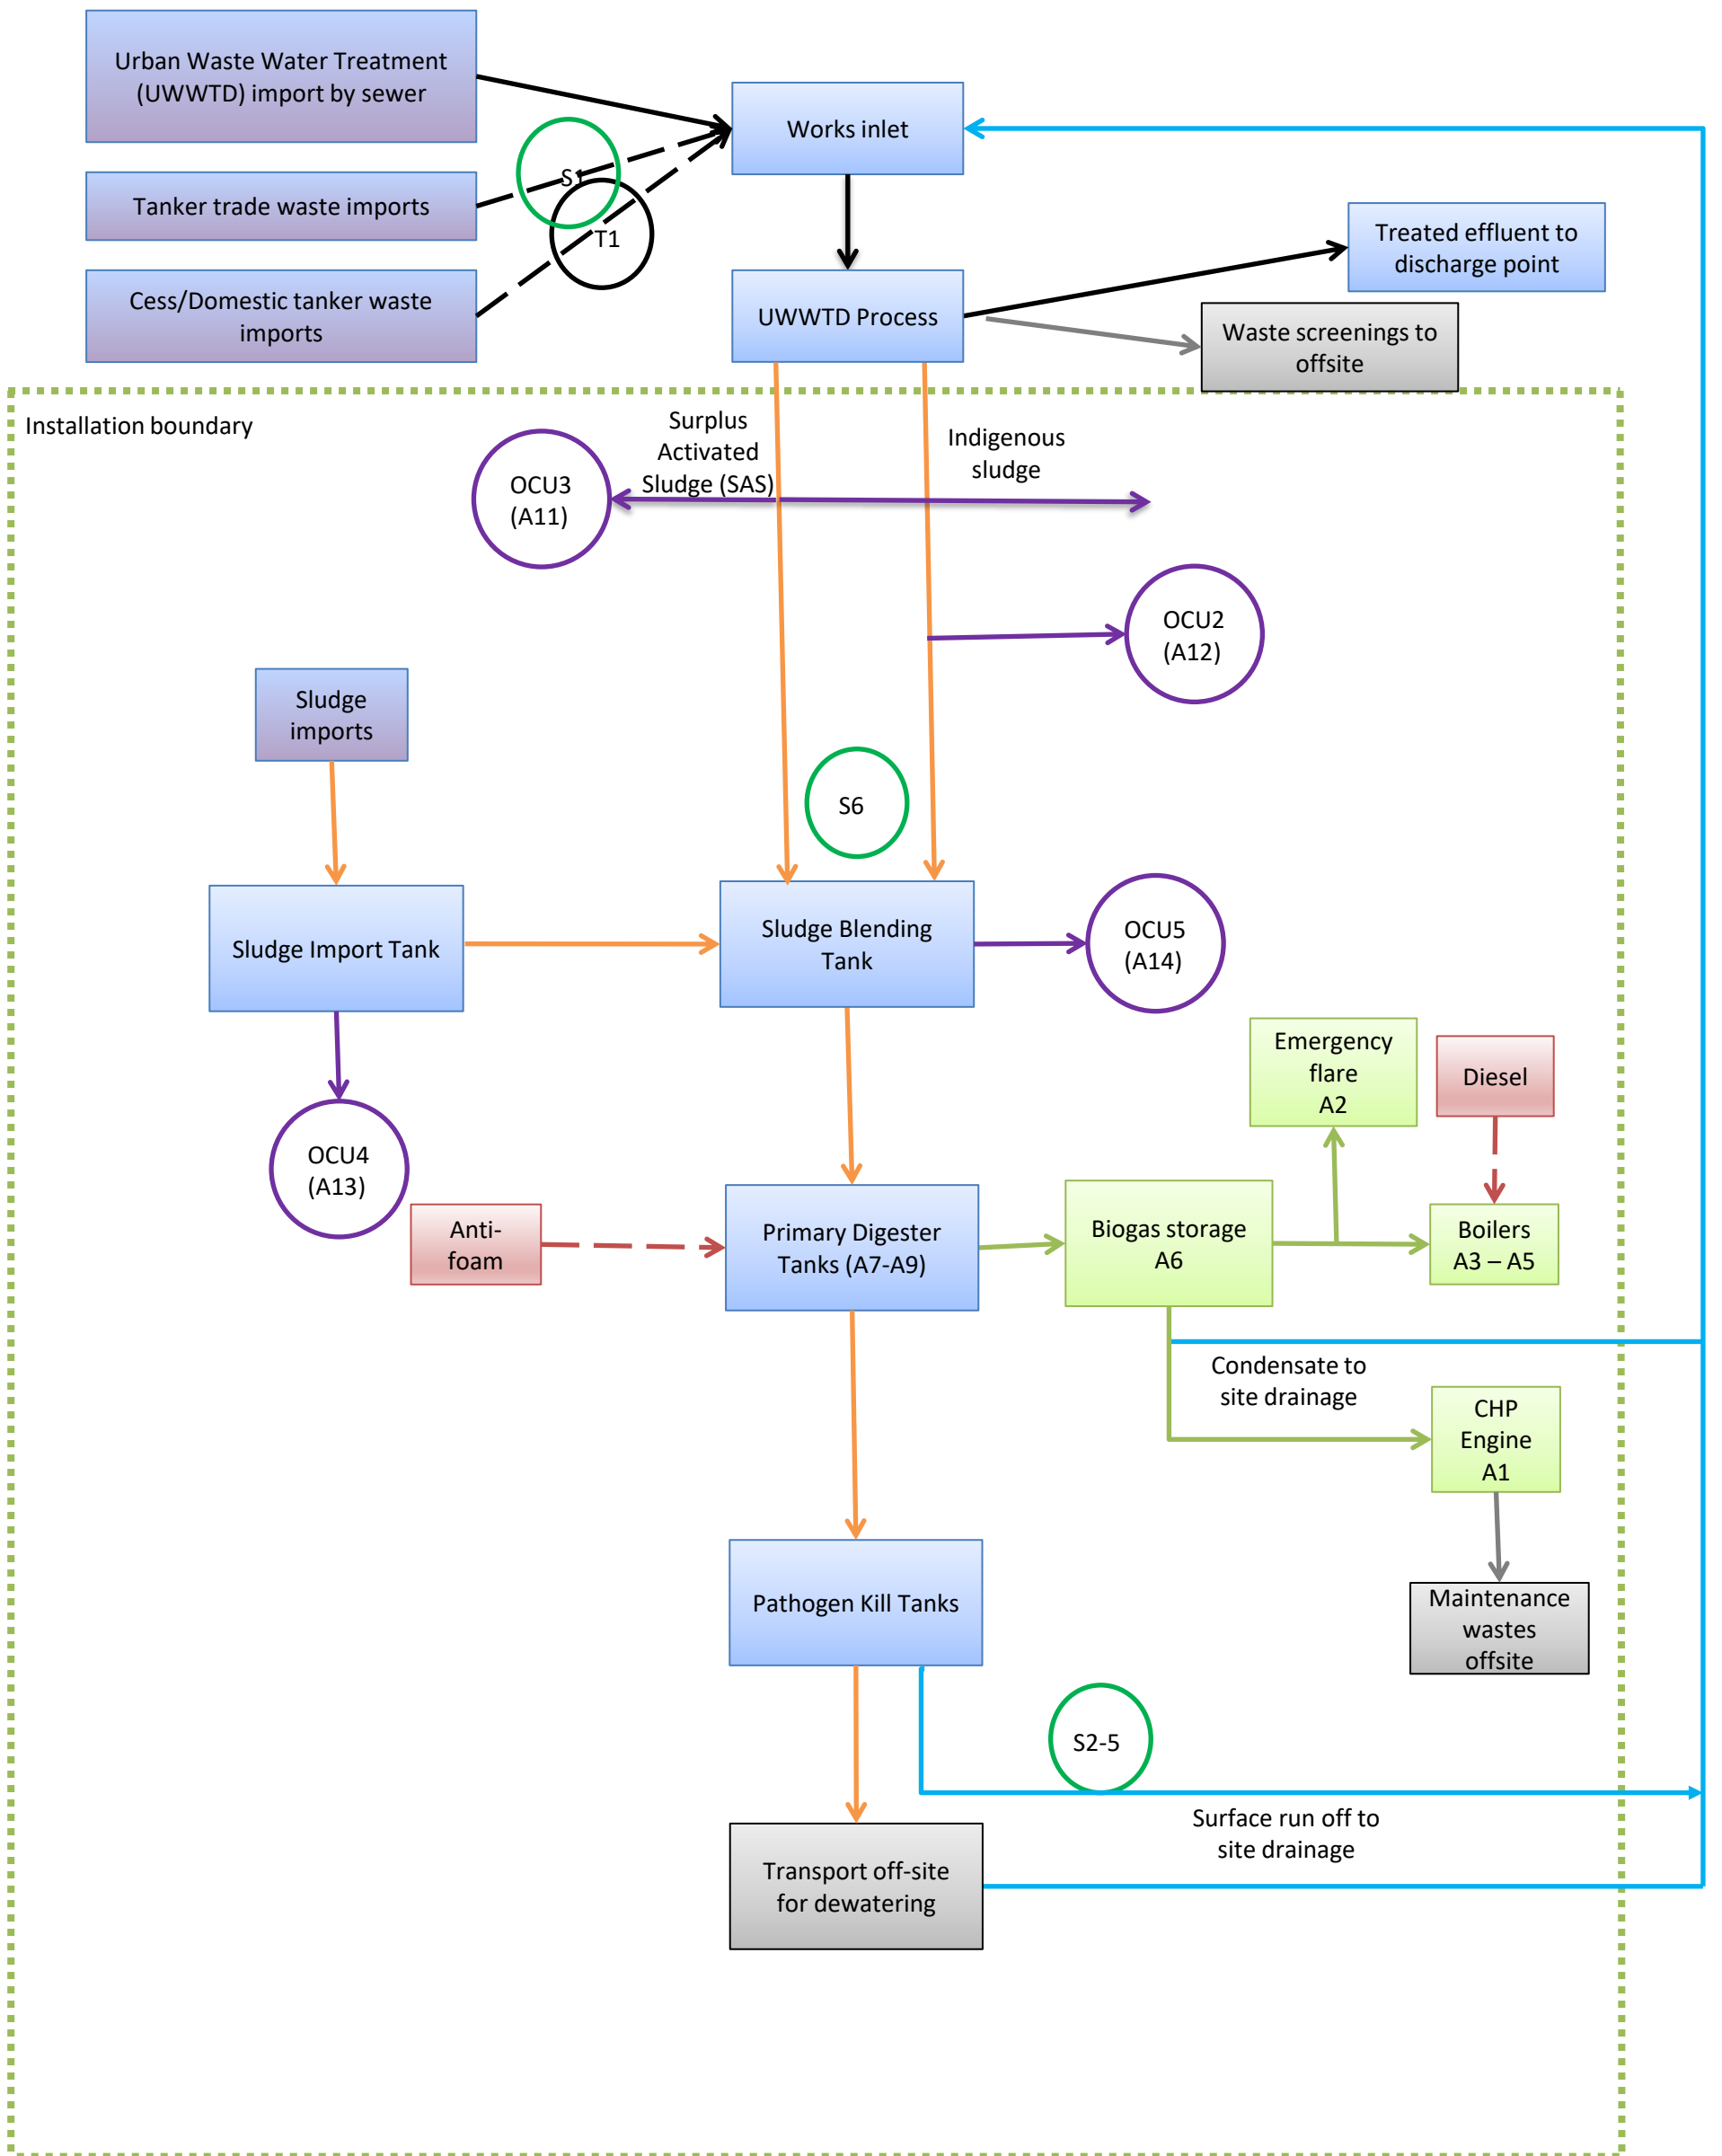 Urban Waste Water Treatment
(UWWTD) import by sewer
Works inlet
S1
Tanker trade waste imports
T1
Treated effluent to
discharge point
Cess/Domestic tanker waste
imports
UWWTD Process
Waste screenings to
offsite
Installation boundary
Surplus
Activated
Sludge (SAS)
Indigenous
sludge
OCU3
(A11)
OCU2
(A12)
Sludge
imports
S6
Sludge Import Tank
Sludge Blending
Tank
OCU5
(A14)
Emergency
flare
A2
Diesel
OCU4
(A13)
Anti-
foam
Primary Digester
Tanks (A7-A9)
Biogas storage
A6
Boilers
A3 – A5
Condensate to
site drainage
CHP
Engine
A1
Pathogen Kill Tanks
Maintenance
wastes
offsite
S2-5
Surface run off to
site drainage
Transport off-site
for dewatering